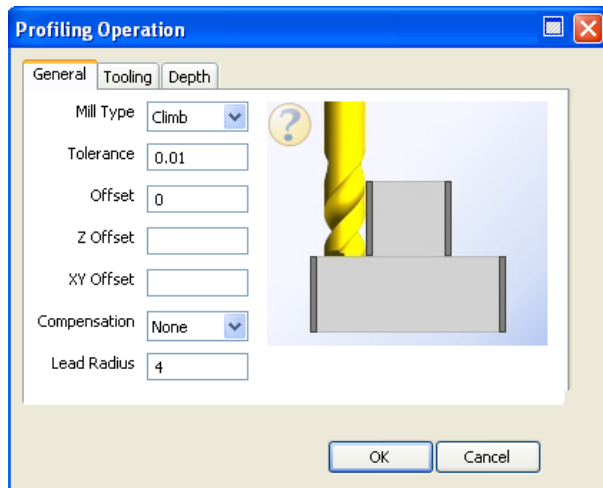 Profiling Operation
General Tooling Depth
Mill Type Climb
Tolerance 0.01
Offset 0
Z Offset
XY Offset
Compensation None
Lead Radius 4
?
OK Cancel